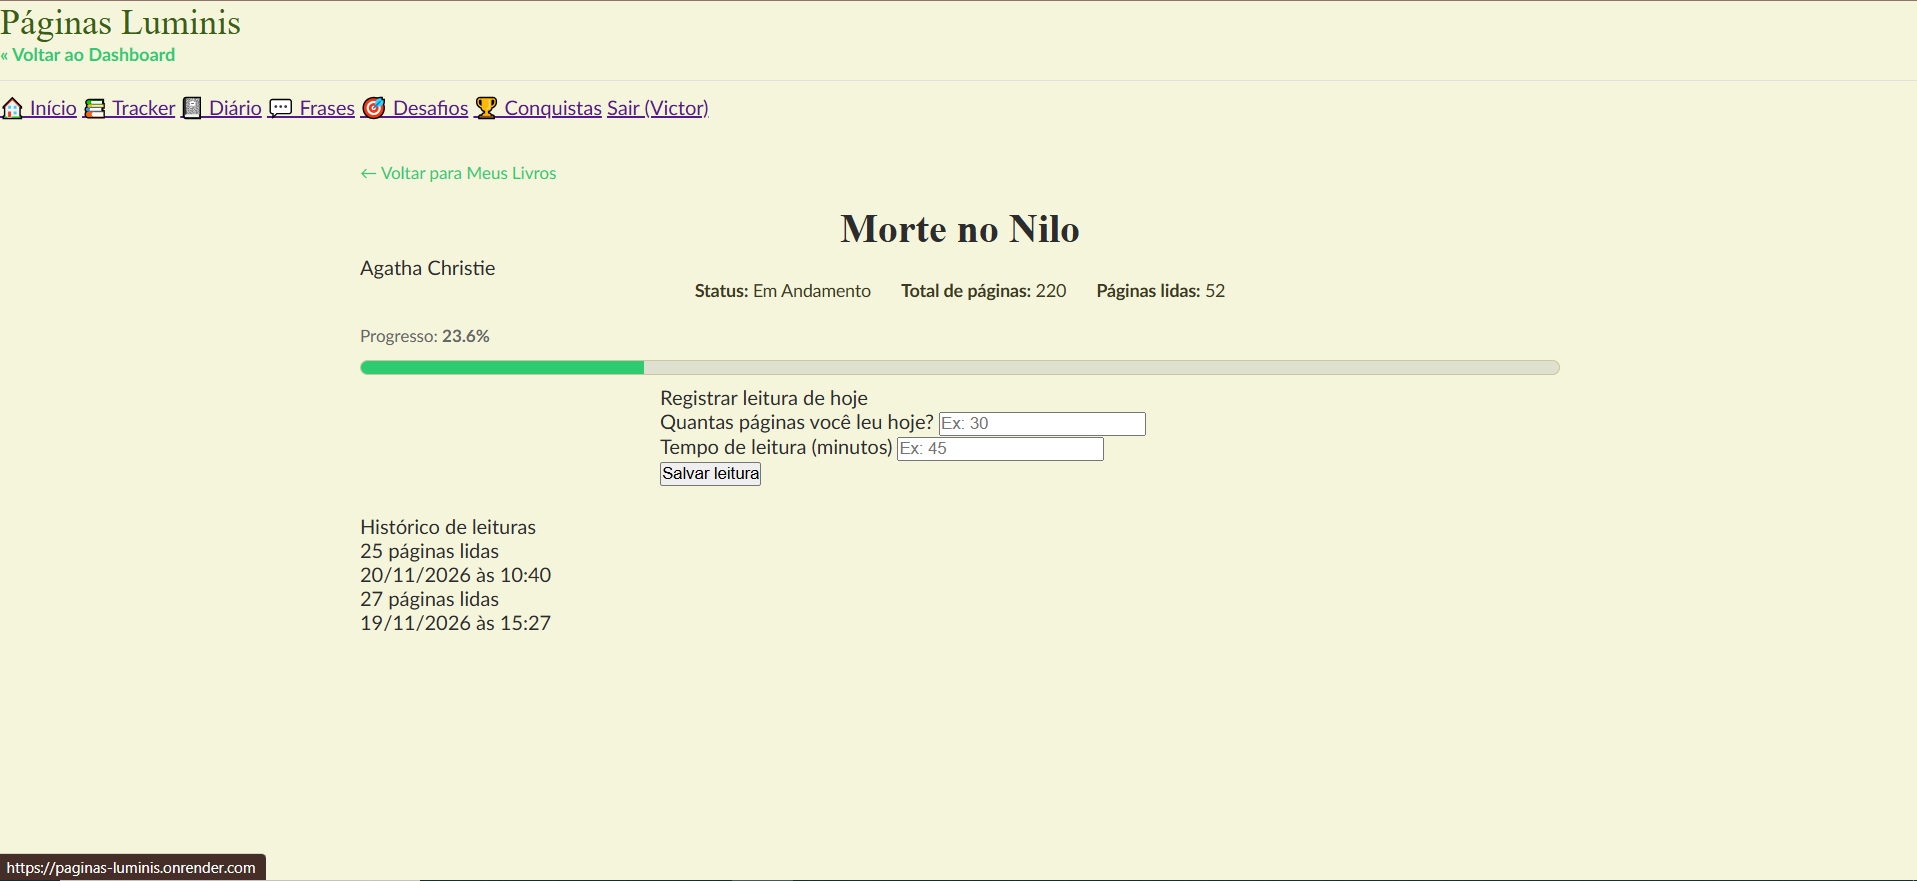 Páginas Luminis
« Voltar ao Dashboard
Início Tracker Diário Frases Desafios Conquistas Sair (Victor)
← Voltar para Meus Livros
Morte no Nilo
Agatha Christie
Status: Em Andamento Total de páginas: 220 Páginas lidas: 52
Progresso: 23.6%
Registrar leitura de hoje
Quantas páginas você leu hoje? Ex: 30
Tempo de leitura (minutos) Ex: 45
Salvar leitura
Histórico de leituras
25 páginas lidas
20/11/2026 às 10:40
27 páginas lidas
19/11/2026 às 15:27
https://paginas-luminis.onrender.com